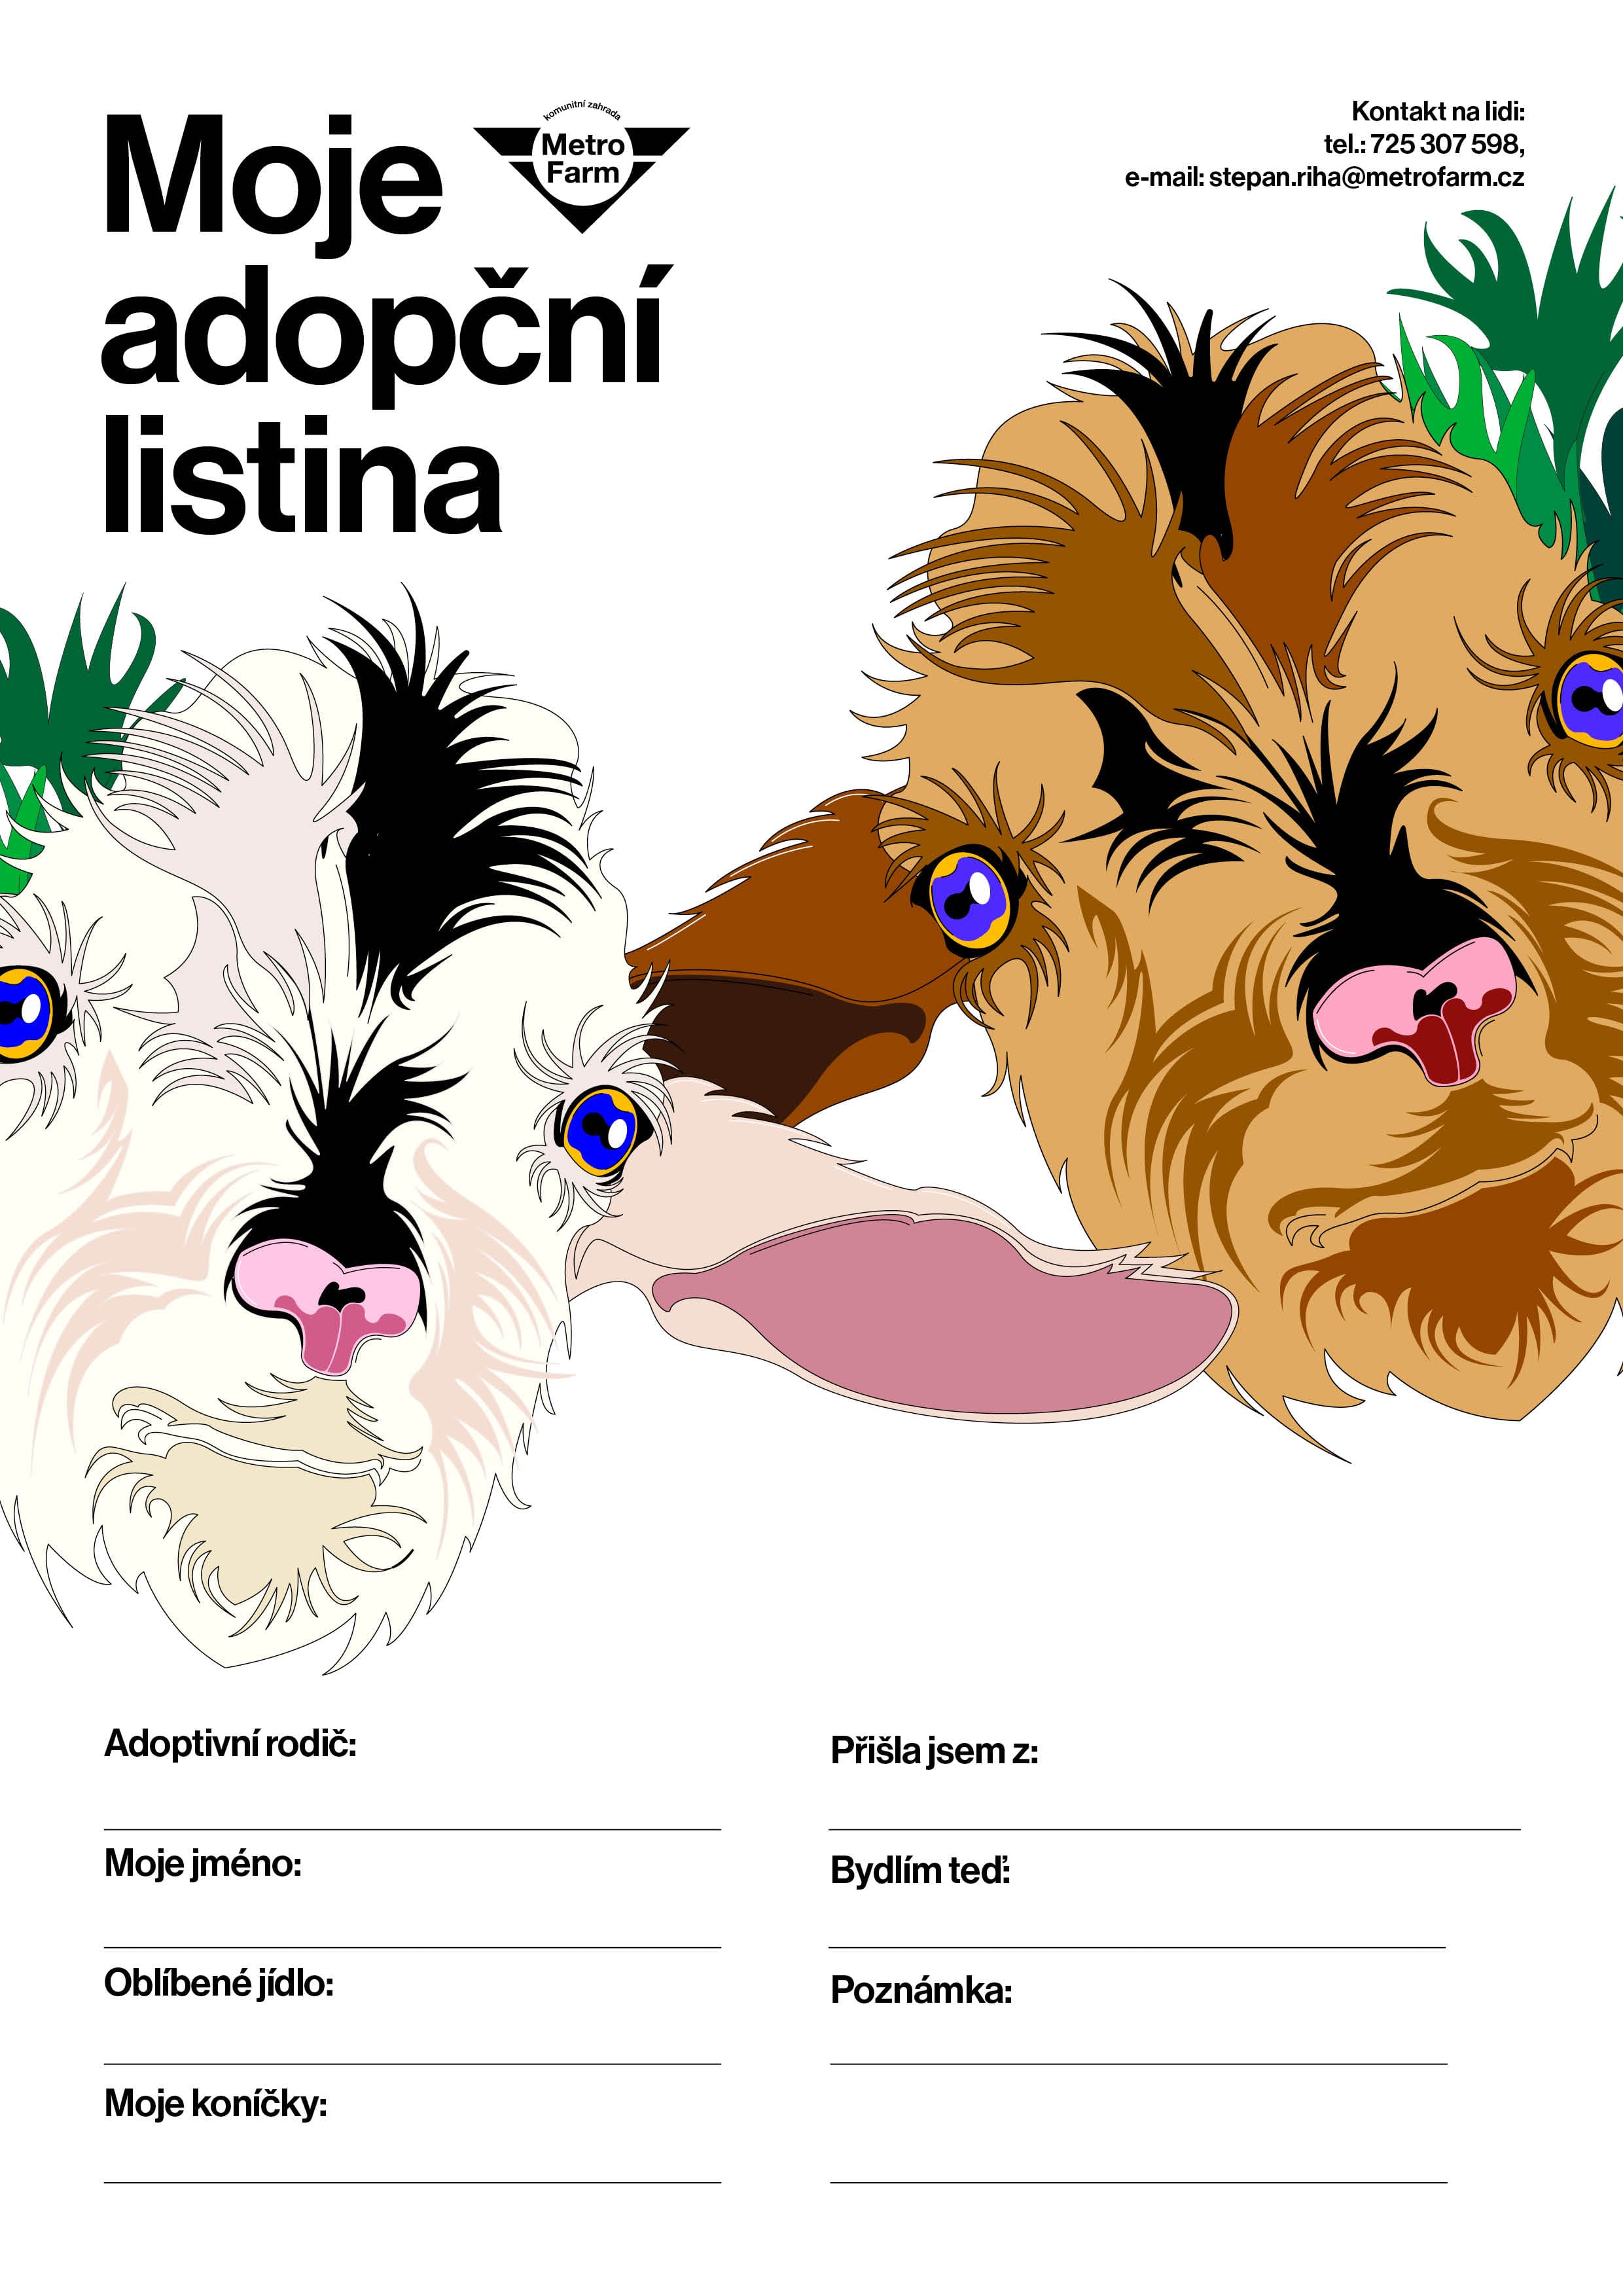 Moje
adopční
listina
komunitní zahrada
Metro
Farm
Kontakt na lidi:
tel.: 725 307 598,
e-mail: stepan.riha@metrofarm.cz
Adoptivní rodič:
Moje jméno:
Oblíbené jídlo:
Moje koníčky:
Přišla jsem z:
Bydlím teď:
Poznámka: